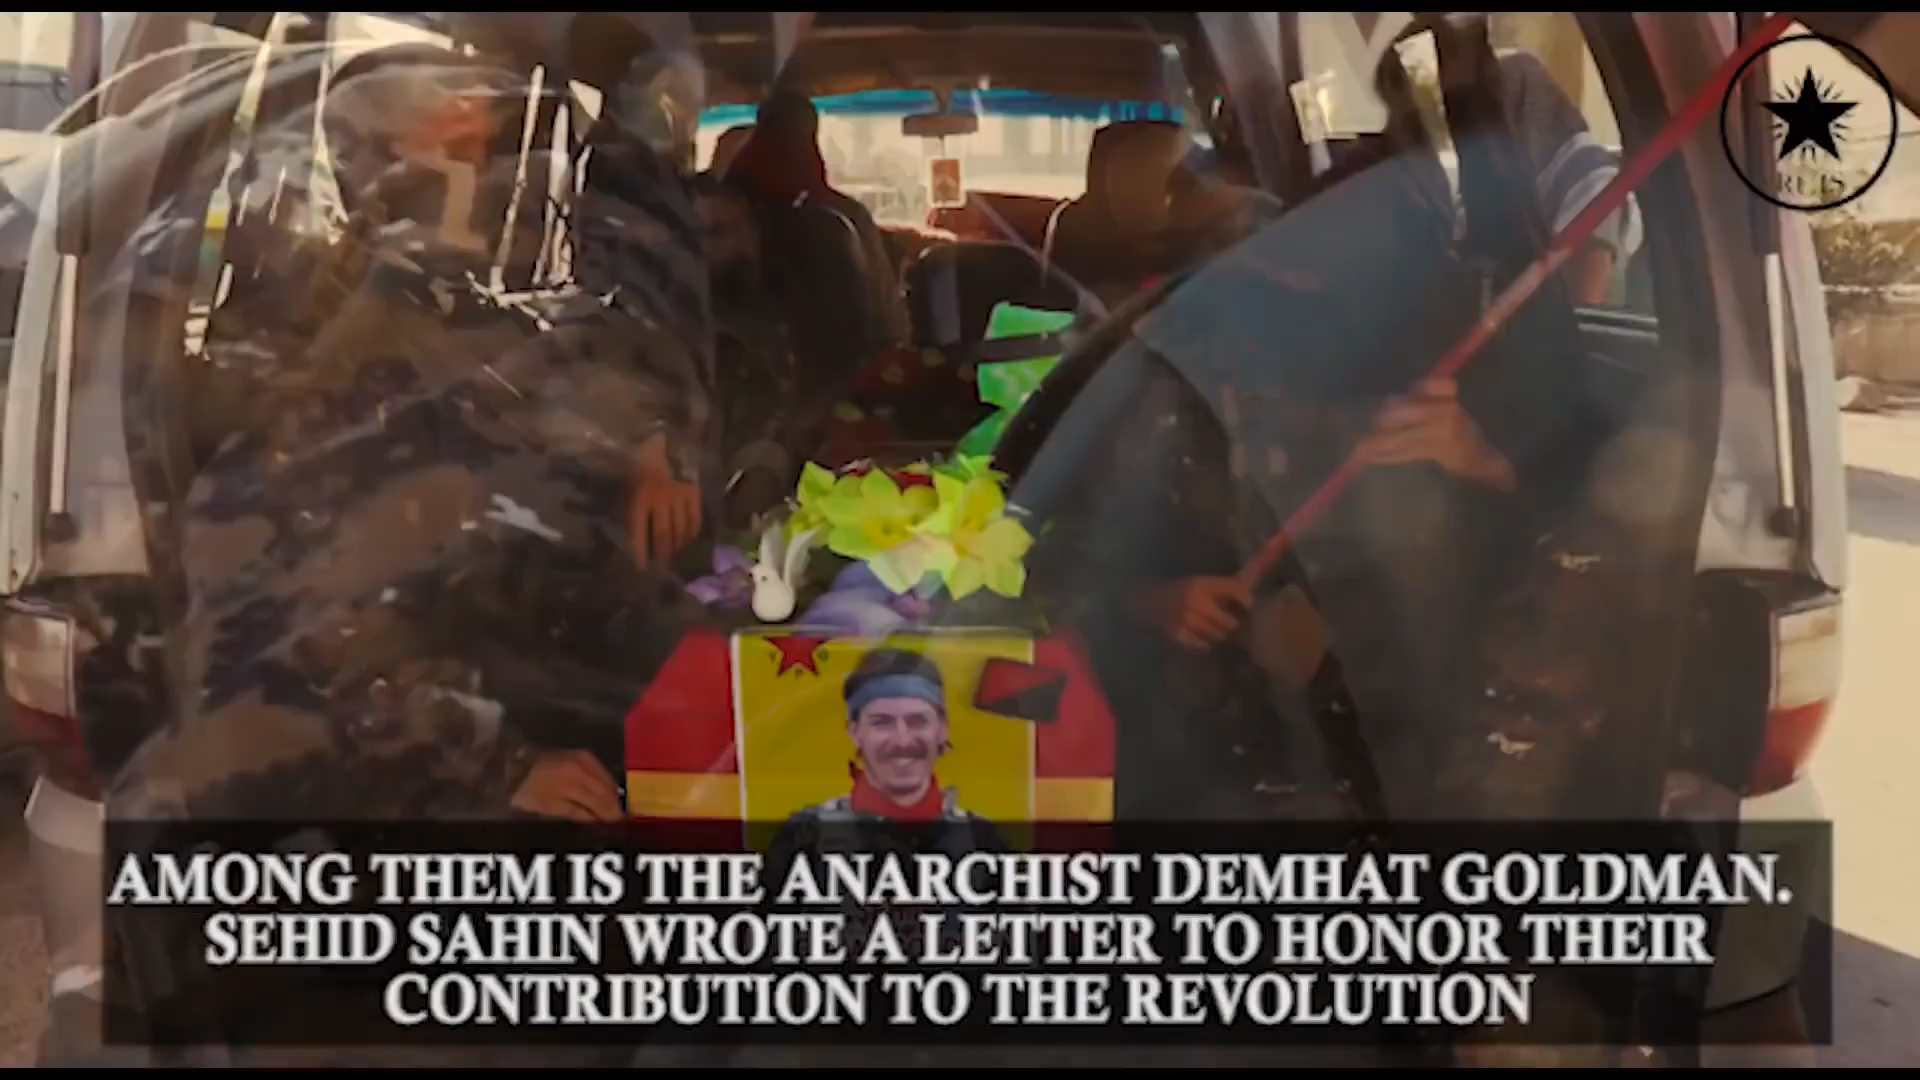 AMONG THEM IS THE ANARCHIST DEMHAT GOLDMAN.
SEHID SAHIN WROTE A LETTER TO HONOR THEIR
CONTRIBUTION TO THE REVOLUTION